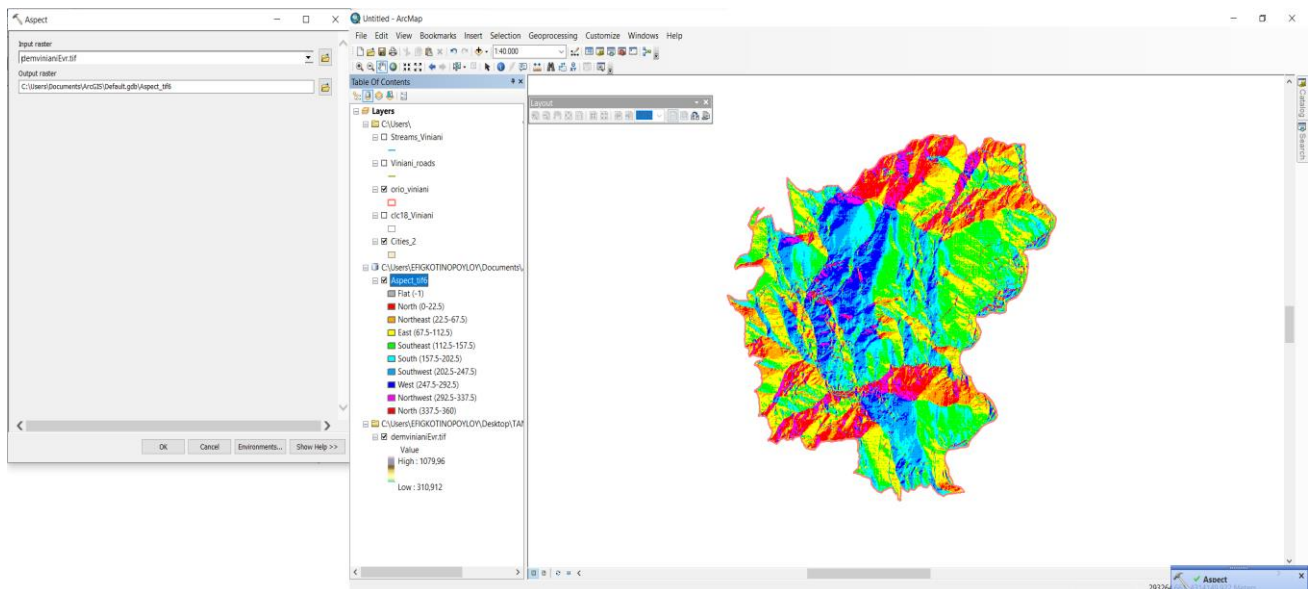 Aspect
Input raster
demvinianiEvr.tif
Output raster
C:\Users\Documents\ArcGIS\Default.gdb\Aspect_tif6
OK
Cancel
Environments...
Show Help >>
Untitled - ArcMap
File Edit View Bookmarks Insert Selection Geoprocessing Customize Windows Help
1:40.000
Table Of Contents
Layers
C:\Users\
Streams_Viniani
Viniani_roads
orio_viniani
clc18_Viniani
Cities_2
C:\Users\EFIGKOTINOPOYLOY\Documents\
Aspect_tif6
Flat (-1)
North (0-22.5)
Northeast (22.5-67.5)
East (67.5-112.5)
Southeast (112.5-157.5)
South (157.5-202.5)
Southwest (202.5-247.5)
West (247.5-292.5)
Northwest (292.5-337.5)
North (337.5-360)
C:\Users\EFIGKOTINOPOYLOY\Desktop\TAI
demvinianiEvr.tif
Value
High : 1079,96
Low : 310,912
Layout
Catalog
Search
Aspect